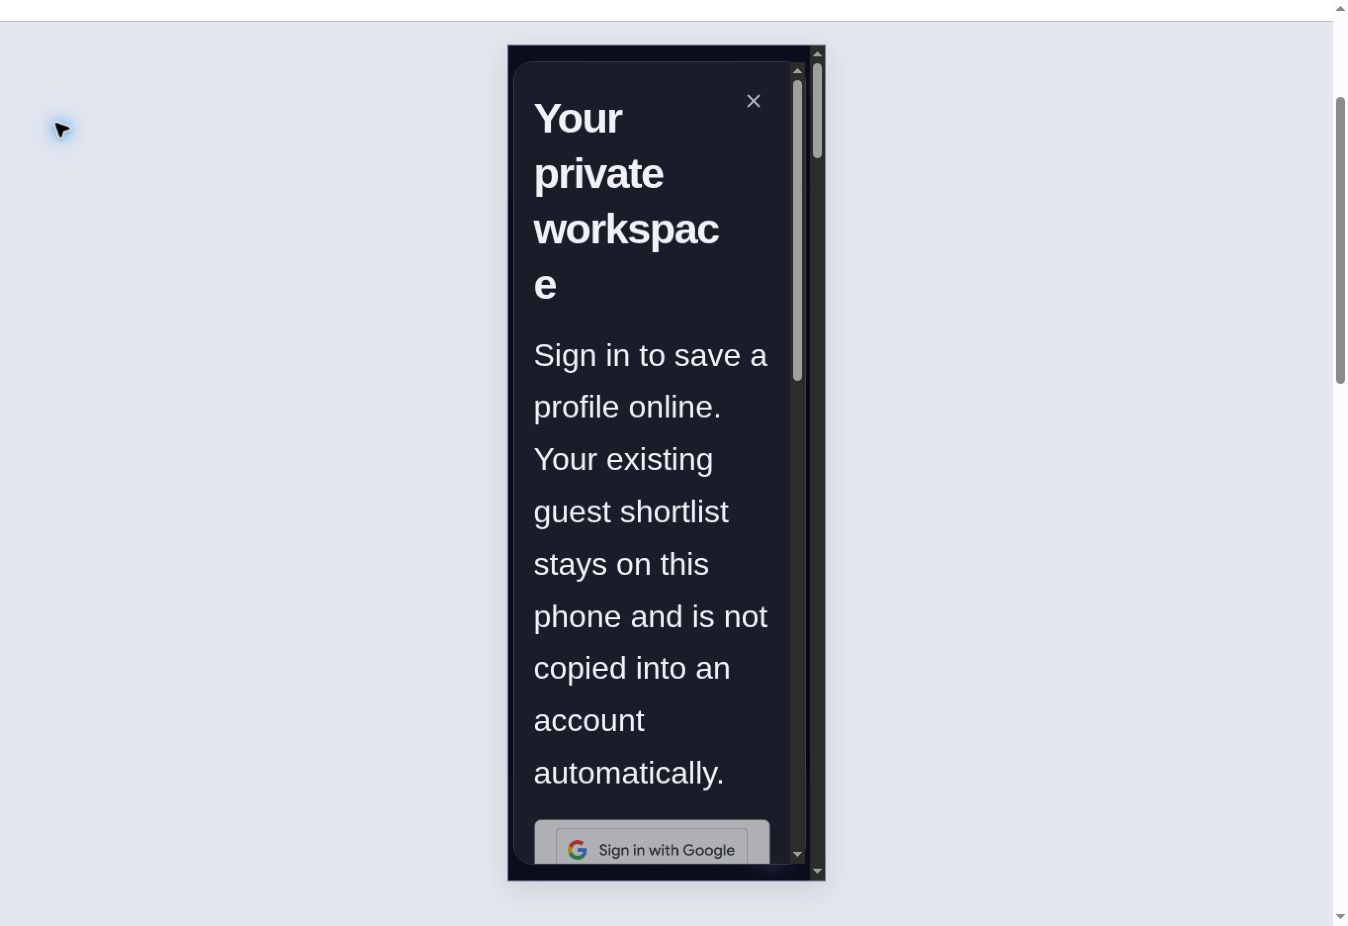 Your
private
workspac
e
Sign in to save a
profile online.
Your existing
guest shortlist
stays on this
phone and is not
copied into an
account
automatically.
Sign in with Google